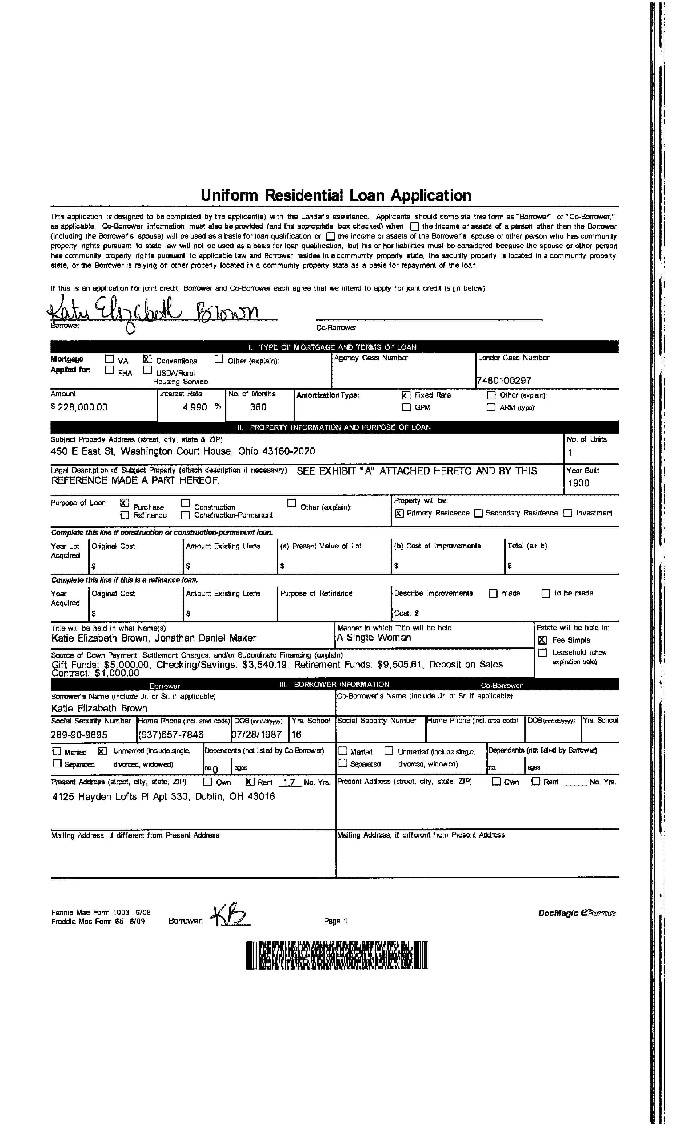 Uniform Residential Loan Application
This application is designed to be completed by the applicant(s) with the Lender's assistance. Applicants should complete this form as "Borrower" or "Co-Borrower,"
as applicable. Co-Borrower information must also be provided (and the appropriate box checked) when the income or assets of a person other than the Borrower
(including the Borrower's spouse) will be used as a basis for loan qualification or the income or assets of the Borrower's spouse or other person who has community
property rights pursuant to state law will not be used as a basis for loan qualification, but his or her liabilities must be considered because the spouse or other person
has community property rights pursuant to applicable law and Borrower resides in a community property state, the security property is located in a community property
state, or the Borrower is relying on other property located in a community property state as a basis for repayment of the loan.
If this is an application for joint credit, Borrower and Co-Borrower each agree that we intend to apply for joint credit (sign below)
Katie Elizabeth Brown
Borrower Co-Borrower
I. TYPE OF MORTGAGE AND TERMS OF LOAN
Mortgage Applied for: VA Conventional Other (explain): Agency Case Number Lender Case Number
FHA USDA/Rural Housing Service 7480100297
Amount Interest Rate No. of Months Amortization Type: Fixed Rate Other (explain):
$ 228,000.00 4.990 % 360 GPM ARM (type):
II. PROPERTY INFORMATION AND PURPOSE OF LOAN
Subject Property Address (street, city, state & ZIP) No. of Units
450 E East St, Washington Court House, Ohio 43160-2020 1
Legal Description of Subject Property (attach description if necessary) SEE EXHIBIT "A" ATTACHED HERETO AND BY THIS Year Built
REFERENCE MADE A PART HEREOF. 1900
Purpose of Loan Purchase Construction Other (explain): Property will be:
Refinance Construction-Permanent Primary Residence Secondary Residence Investment
Complete this line if construction or construction-permanent loan.
Year Lot Acquired Original Cost Amount Existing Liens (a) Present Value of Lot (b) Cost of Improvements Total (a+b)
$ $ $ $ $
Complete this line if this is a refinance loan.
Year Acquired Original Cost Amount Existing Liens Purpose of Refinance Describe Improvements made to be made
$ $ Cost: $
Title will be held in what Name(s) Manner in which Title will be held Estate will be held in:
Katie Elizabeth Brown, Jonathan Daniel Maker A Single Woman Fee Simple
Source of Down Payment, Settlement Charges, and/or Subordinate Financing (explain) Leasehold (show expiration date)
Gift Funds: $5,000.00, Checking/Savings: $3,540.19, Retirement Funds: $9,505.61, Deposit on Sales
Contract: $1,000.00
Borrower III. BORROWER INFORMATION Co-Borrower
Borrower's Name (include Jr. or Sr. if applicable) Co-Borrower's Name (include Jr. or Sr. if applicable)
Katie Elizabeth Brown
Social Security Number Home Phone (incl. area code) DOB (mm/dd/yyyy) Yrs. School Social Security Number Home Phone (incl. area code) DOB (mm/dd/yyyy) Yrs. School
289-90-9895 (937)657-7846 07/28/1987 16
Married Unmarried (include single, Dependents (not listed by Co-Borrower) Married Unmarried (include single, Dependents (not listed by Borrower)
Separated divorced, widowed) no. 0 ages Separated divorced, widowed) no. ages
Present Address (street, city, state, ZIP) Own Rent 1.7 No. Yrs. Present Address (street, city, state, ZIP) Own Rent No. Yrs.
4125 Hayden Lofts Pl Apt 333, Dublin, OH 43016
Mailing Address, if different from Present Address Mailing Address, if different from Present Address
Fannie Mae Form 1003 6/09
Freddie Mac Form 65 6/09 Borrower: KB Page 1 DocMagic eForms